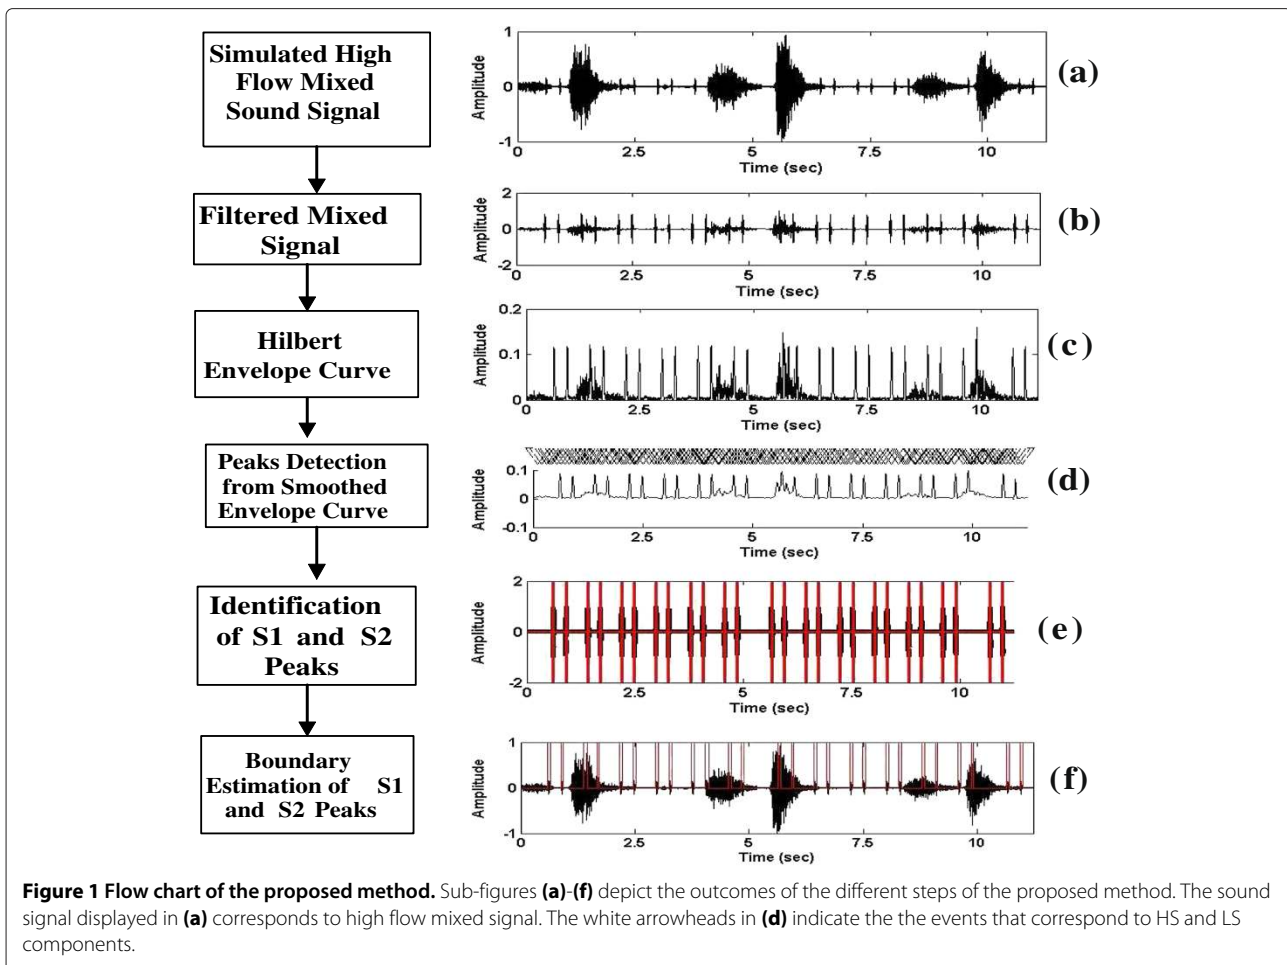 Simulated High
Flow Mixed
Sound Signal
Amplitude
1
0
-1
0
2.5
5
7.5
10
Time (sec)
(a)
Filtered Mixed
Signal
Amplitude
2
0
-2
0
2.5
5
7.5
10
Time (sec)
(b)
Hilbert
Envelope Curve
Amplitude
0.2
0.1
0
0
2.5
5
7.5
10
Time (sec)
(c)
Peaks Detection
from Smoothed
Envelope Curve
Amplitude
0.1
0
-0.1
0
2.5
5
7.5
10
Time (sec)
(d)
Identification
of S1 and S2
Peaks
Amplitude
2
0
-2
0
2.5
5
7.5
10
Time (sec)
(e)
Boundary
Estimation of S1
and S2 Peaks
Amplitude
1
0
-1
0
2.5
5
7.5
10
Time (sec)
(f)
Figure 1 Flow chart of the proposed method. Sub-figures (a)-(f) depict the outcomes of the different steps of the proposed method. The sound
signal displayed in (a) corresponds to high flow mixed signal. The white arrowheads in (d) indicate the the events that correspond to HS and LS
components.